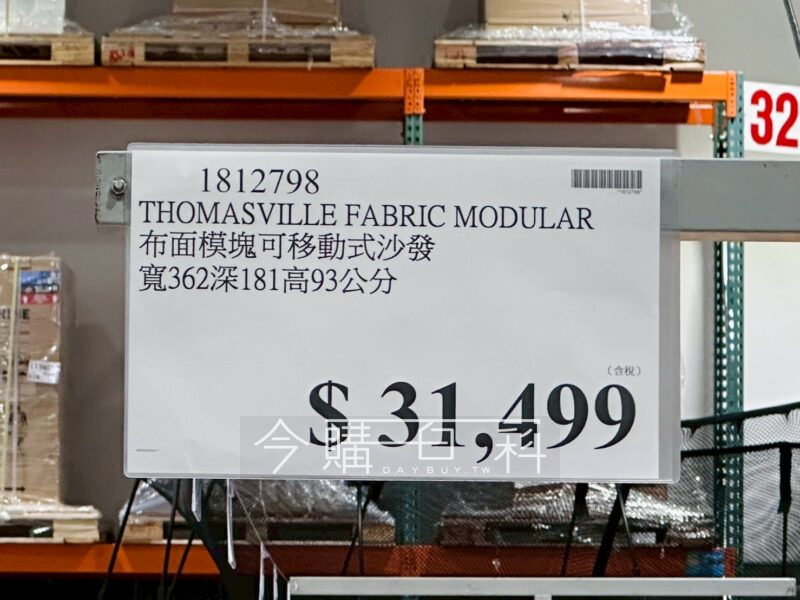 32
1812798
"1812798"
THOMASVILLE FABRIC MODULAR
布面模塊可移動式沙發
寬362深181高93公分
(含稅)
$ 31,499
今購百科
DAYBUY.TW